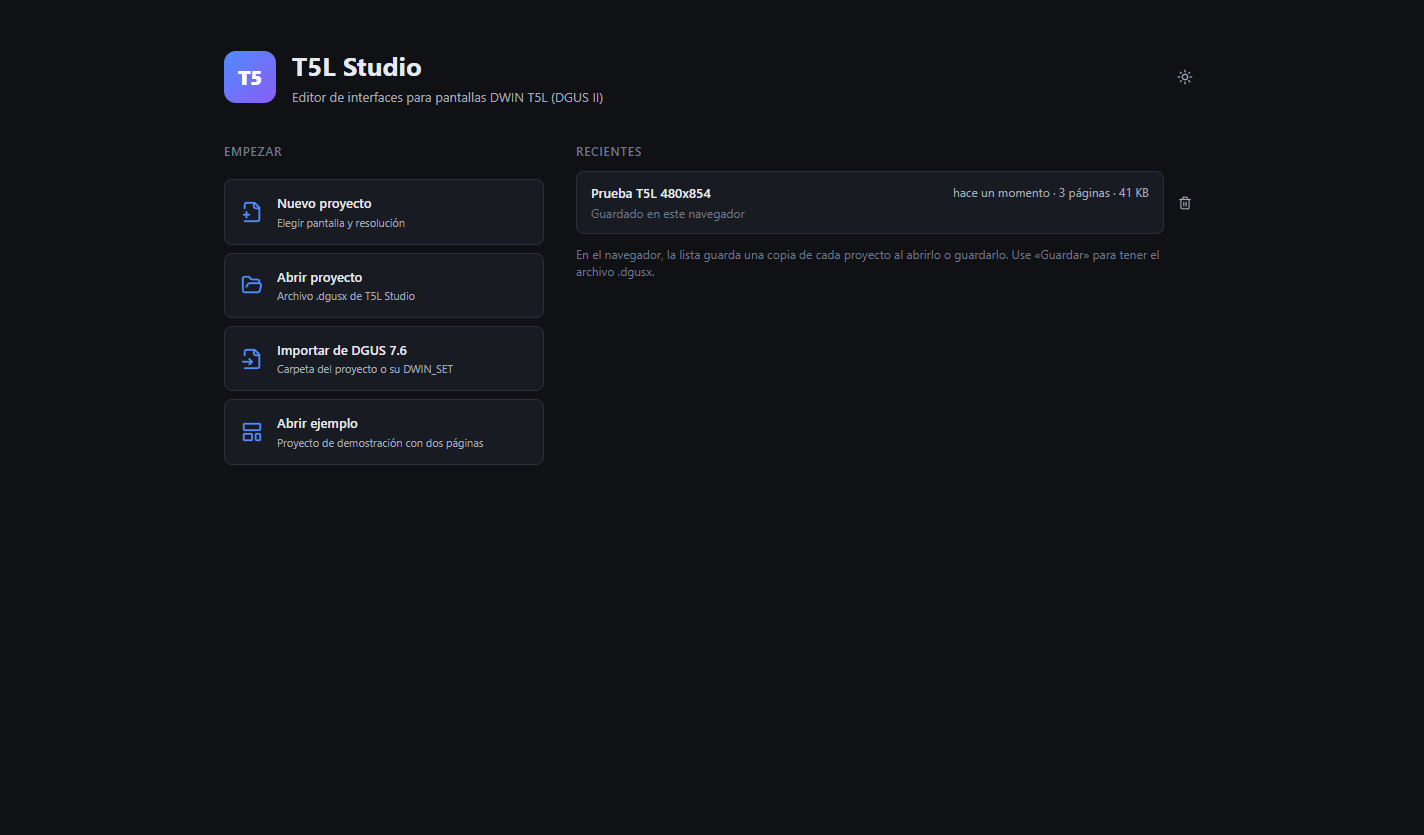 T5
T5L Studio
Editor de interfaces para pantallas DWIN T5L (DGUS II)
EMPEZAR
Nuevo proyecto
Elegir pantalla y resolución
Abrir proyecto
Archivo .dgusx de T5L Studio
Importar de DGUS 7.6
Carpeta del proyecto o su DWIN_SET
Abrir ejemplo
Proyecto de demostración con dos páginas
RECIENTES
Prueba T5L 480x854
hace un momento · 3 páginas · 41 KB
Guardado en este navegador
En el navegador, la lista guarda una copia de cada proyecto al abrirlo o guardarlo. Use «Guardar» para tener el
archivo .dgusx.